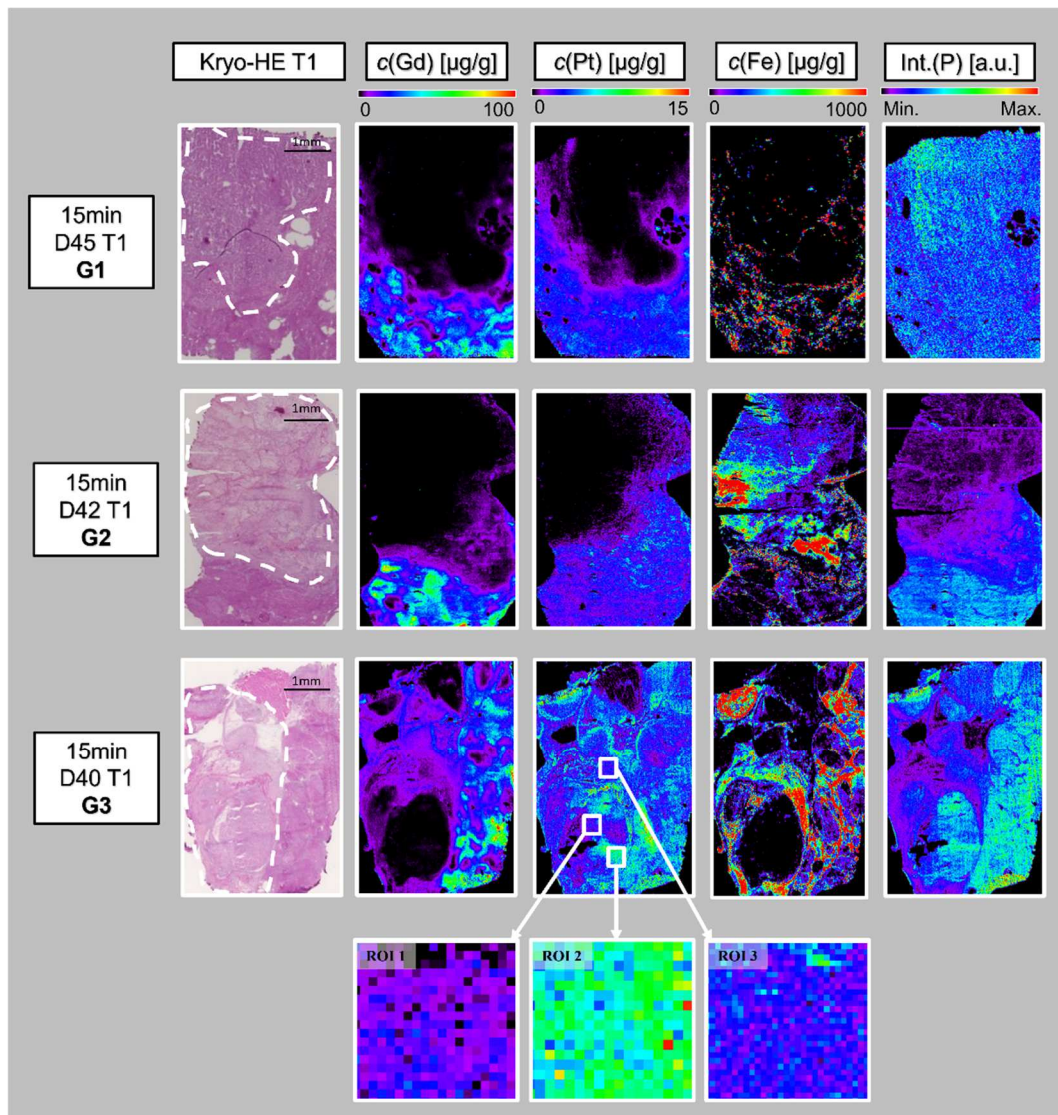 Kryo-HE T1
c(Gd) [µg/g]
c(Pt) [µg/g]
c(Fe) [µg/g]
Int.(P) [a.u.]
0 100
0 15
0 1000
Min. Max.
15min
D45 T1
G1
1mm
15min
D42 T1
G2
1mm
15min
D40 T1
G3
1mm
ROI 1
ROI 2
ROI 3